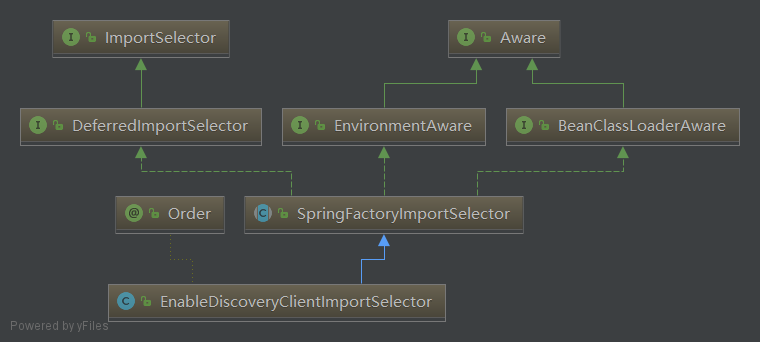 ImportSelector
Aware
DeferredImportSelector
EnvironmentAware
BeanClassLoaderAware
Order
SpringFactoryImportSelector
EnableDiscoveryClientImportSelector
Powered by yFiles